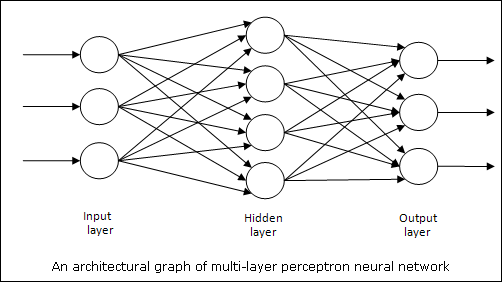 Input
layer
Hidden
layer
Output
layer
An architectural graph of multi-layer perceptron neural network